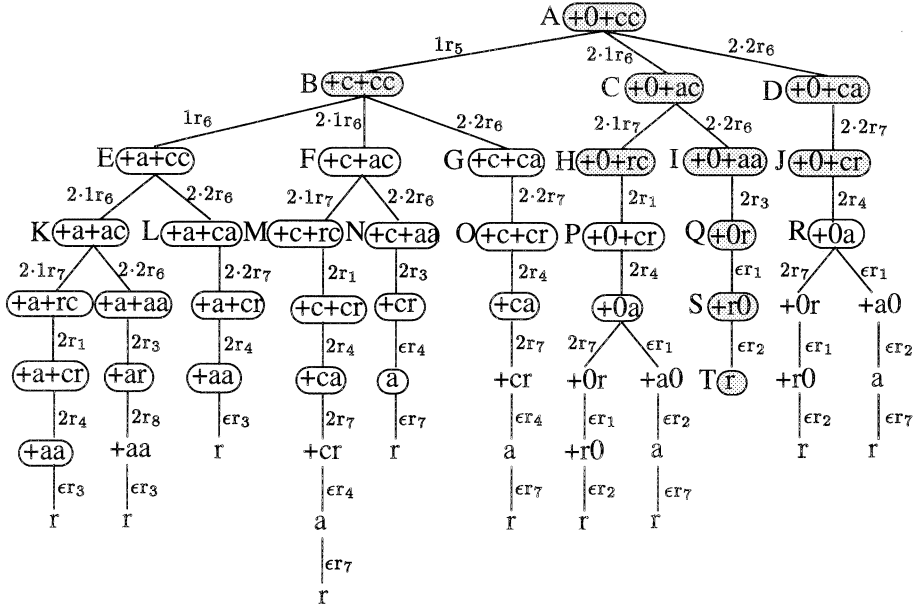 A +0+cc
1r₅ 2·1r₆ 2·2r₆
B +c+cc C +0+ac D +0+ca
1r₆ 2·1r₆ 2·2r₆ 2·1r₇ 2·2r₆ 2·2r₇
E +a+cc F +c+ac G +c+ca H +0+rc I +0+aa J +0+cr
2·1r₆ 2·2r₆ 2·1r₇ 2·2r₆ 2·2r₇ 2r₁ 2r₃ 2r₄
K +a+ac L +a+ca M +c+rc N +c+aa O +c+cr P +0+cr Q +0r R +0a
2·1r₇ 2·2r₆ 2·2r₇ 2r₁ 2r₃ 2r₄ 2r₄ ϵr₁ 2r₇ ϵr₁
+a+rc +a+aa +a+cr +c+cr +cr +ca +0a S +r0 +0r +a0
2r₁ 2r₃ 2r₄ 2r₄ ϵr₄ 2r₇ 2r₇ ϵr₁ ϵr₂ ϵr₁ ϵr₂
+a+cr +ar +aa +ca a +cr +0r +a0 T r +r0 a
2r₄ 2r₈ ϵr₃ 2r₇ ϵr₇ ϵr₄ ϵr₁ ϵr₂ ϵr₂ ϵr₇
+aa +aa r +cr r a +r0 a r r
ϵr₃ ϵr₃ ϵr₄ ϵr₇ ϵr₂ ϵr₇
r r a r r r
ϵr₇
r